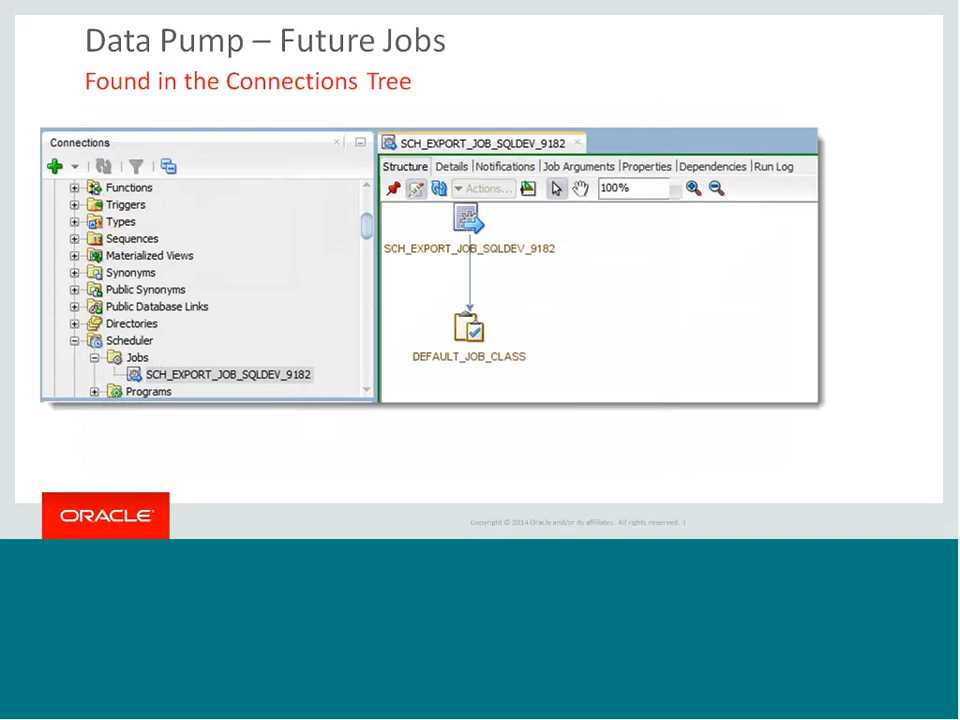 Data Pump – Future Jobs
Found in the Connections Tree
Connections
Functions
Triggers
Types
Sequences
Materialized Views
Synonyms
Public Synonyms
Public Database Links
Directories
Scheduler
Jobs
SCH_EXPORT_JOB_SQLDEV_9182
Programs
SCH_EXPORT_JOB_SQLDEV_9182
Structure Details Notifications Job Arguments Properties Dependencies Run Log
Actions... 100%
SCH_EXPORT_JOB_SQLDEV_9182
DEFAULT_JOB_CLASS
ORACLE
Copyright © 2014 Oracle and/or its affiliates. All rights reserved. |